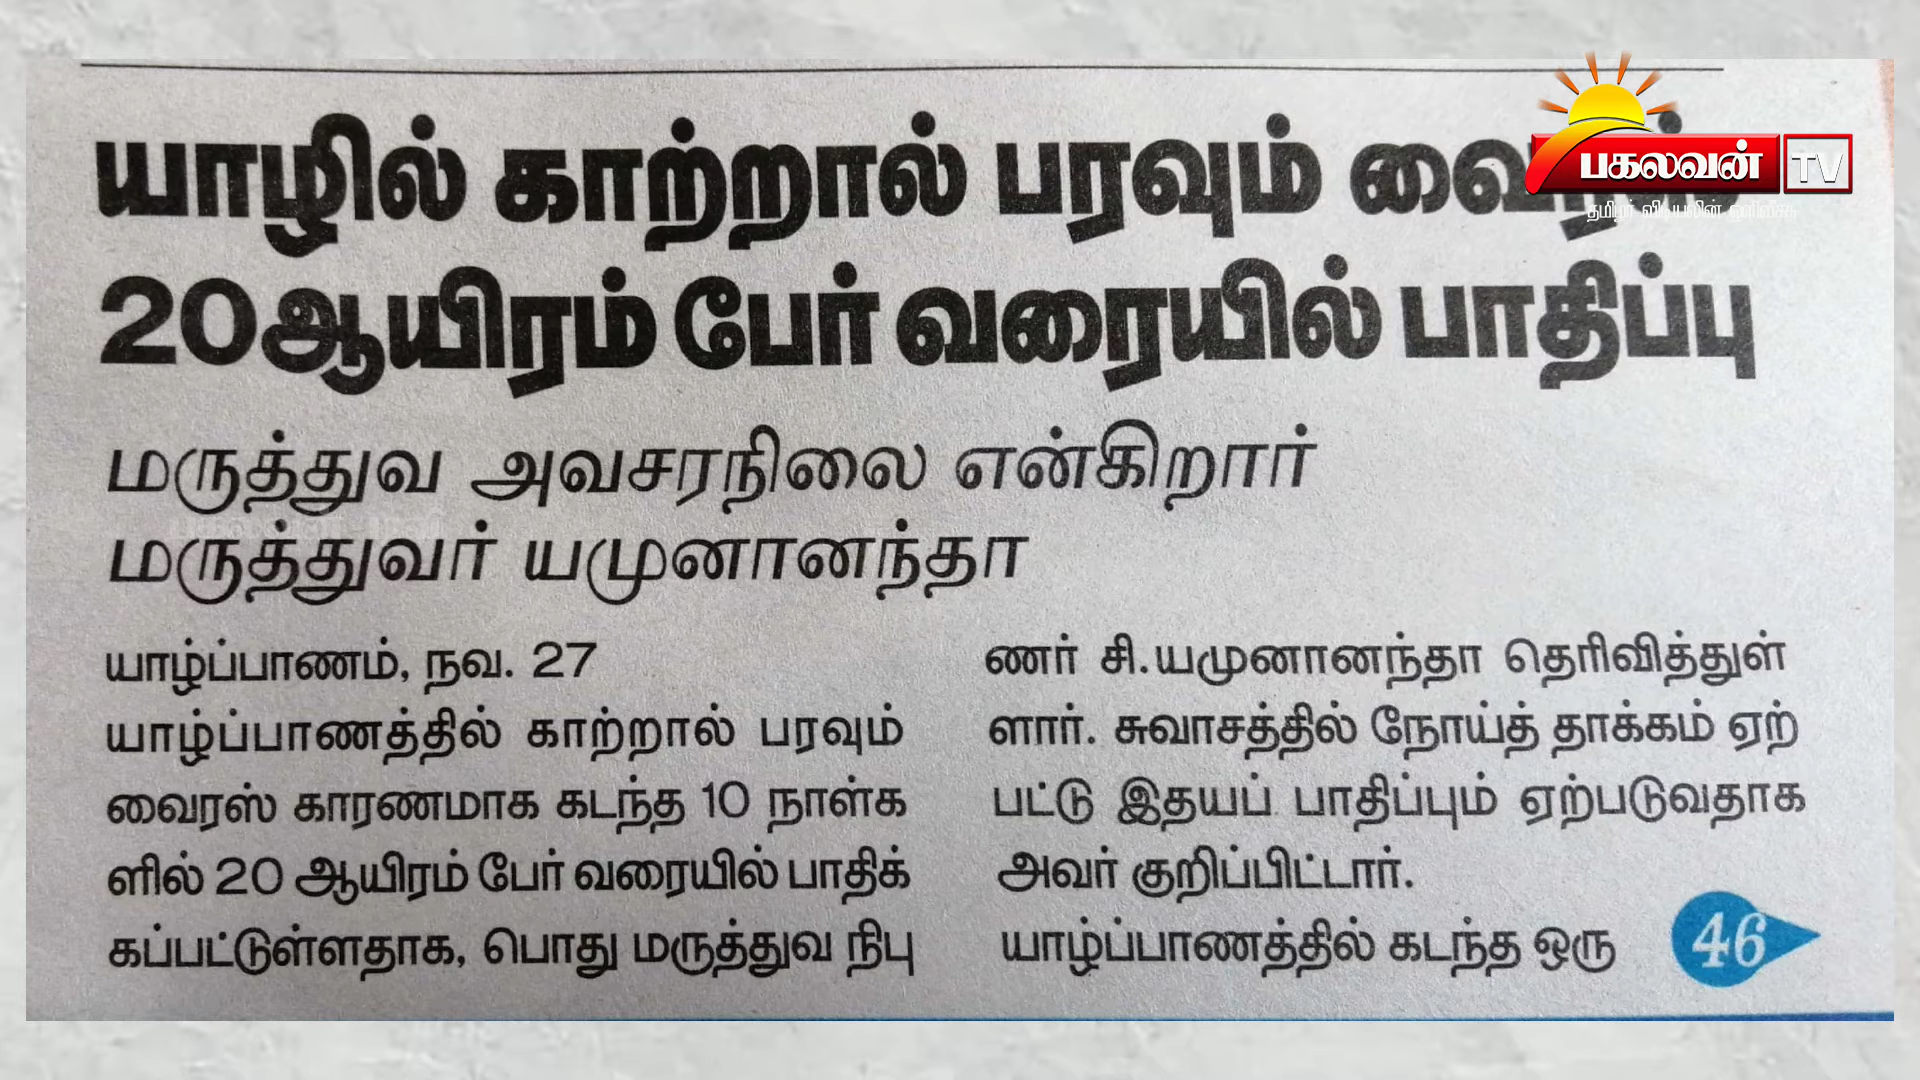 யாழில் காற்றால் பரவும்
20ஆயிரம் பேர் வரையில் பாதிப்பு
பகலவன் TV
மருத்துவ அவசரநிலை என்கிறார்
மருத்துவர் யமுனானந்தா
யாழ்ப்பாணம், நவ. 27
யாழ்ப்பாணத்தில் காற்றால் பரவும்
வைரஸ் காரணமாக கடந்த 10 நாள்க
ளில் 20 ஆயிரம் பேர் வரையில் பாதிக்
கப்பட்டுள்ளதாக, பொது மருத்துவ நிபு
ணர் சி.யமுனானந்தா தெரிவித்துள்
ளார். சுவாசத்தில் நோய்த் தாக்கம் ஏற்
பட்டு இதயப் பாதிப்பும் ஏற்படுவதாக
அவர் குறிப்பிட்டார்.
யாழ்ப்பாணத்தில் கடந்த ஒரு
46